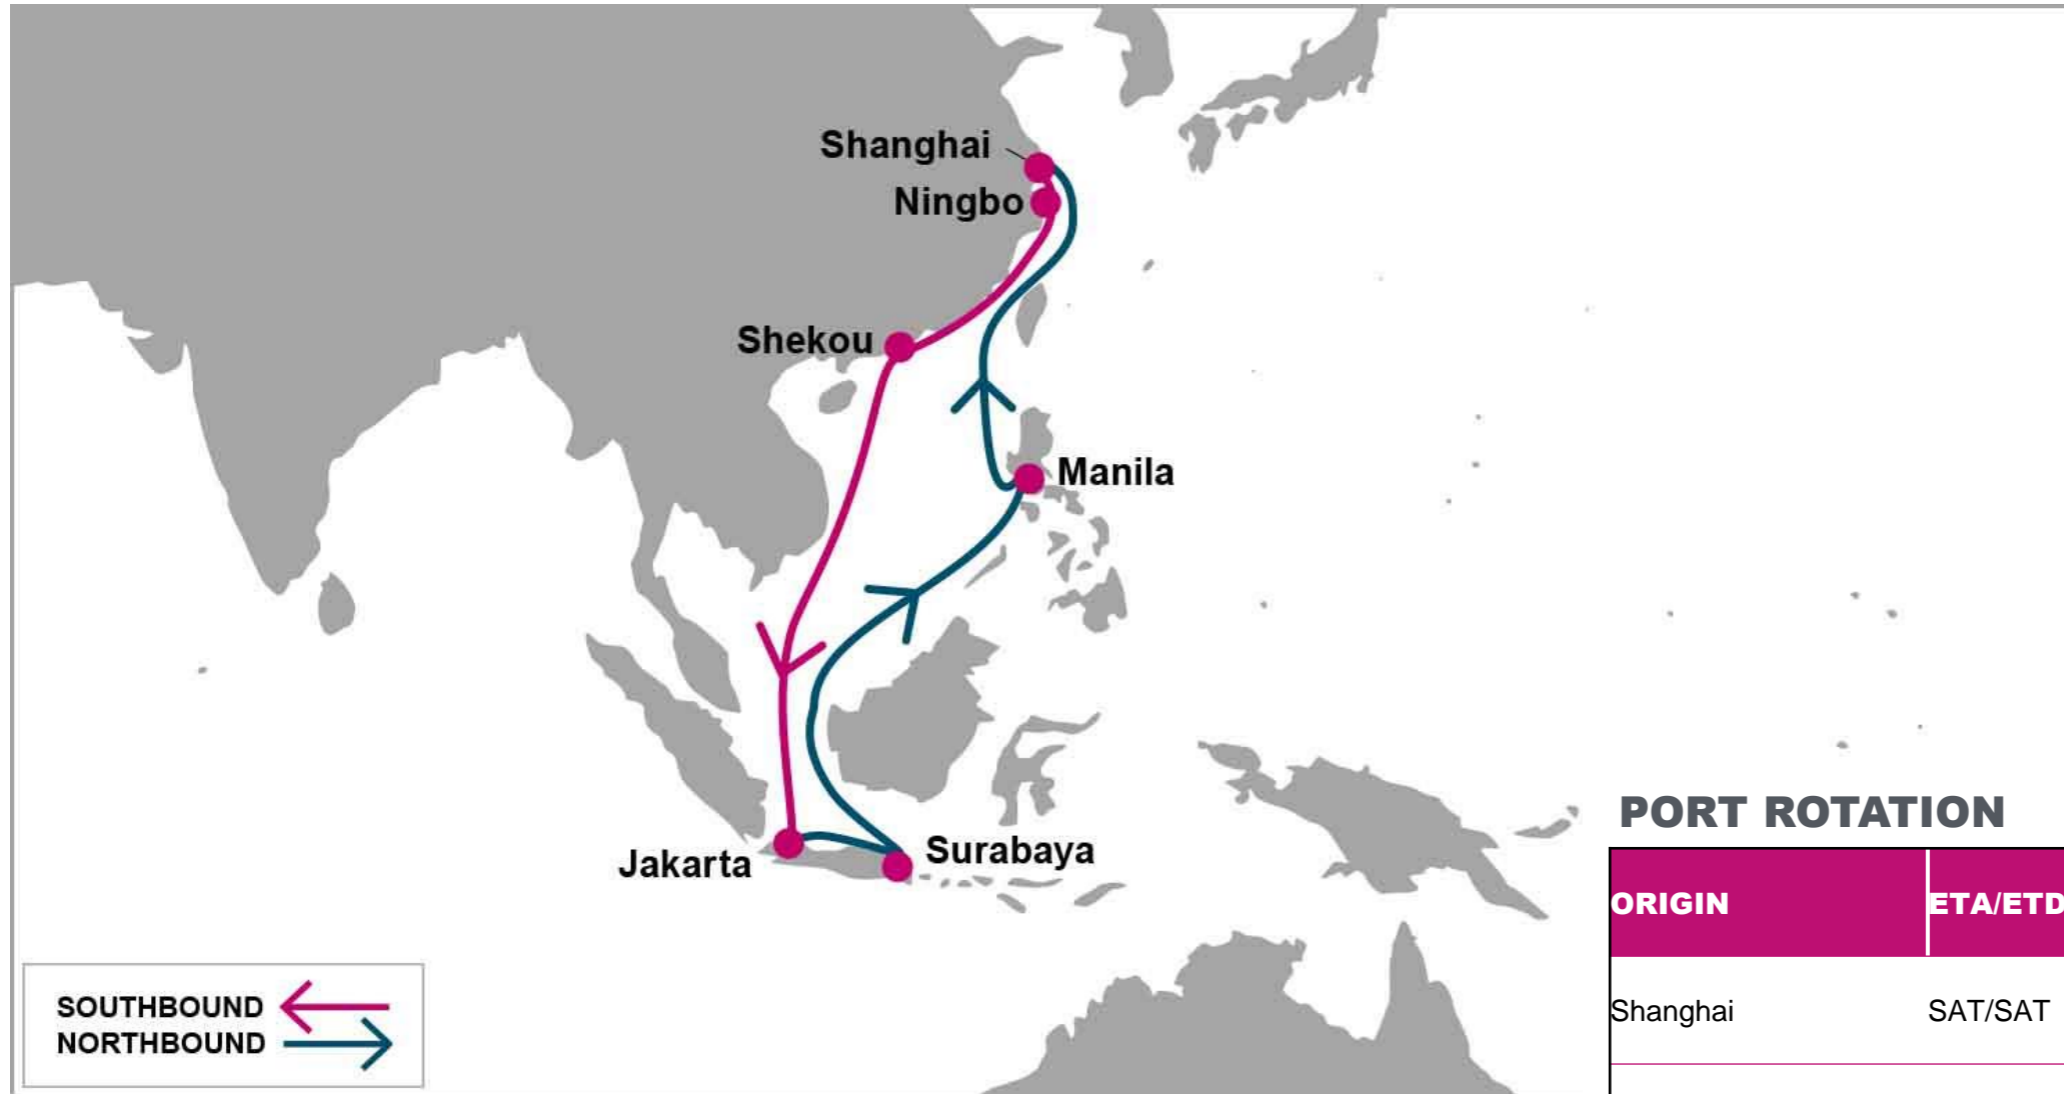 Shanghai
Ningbo
Shekou
Manila
Jakarta
Surabaya
SOUTHBOUND
NORTHBOUND
PORT ROTATION
ORIGIN ETA/ETD
Shanghai SAT/SAT